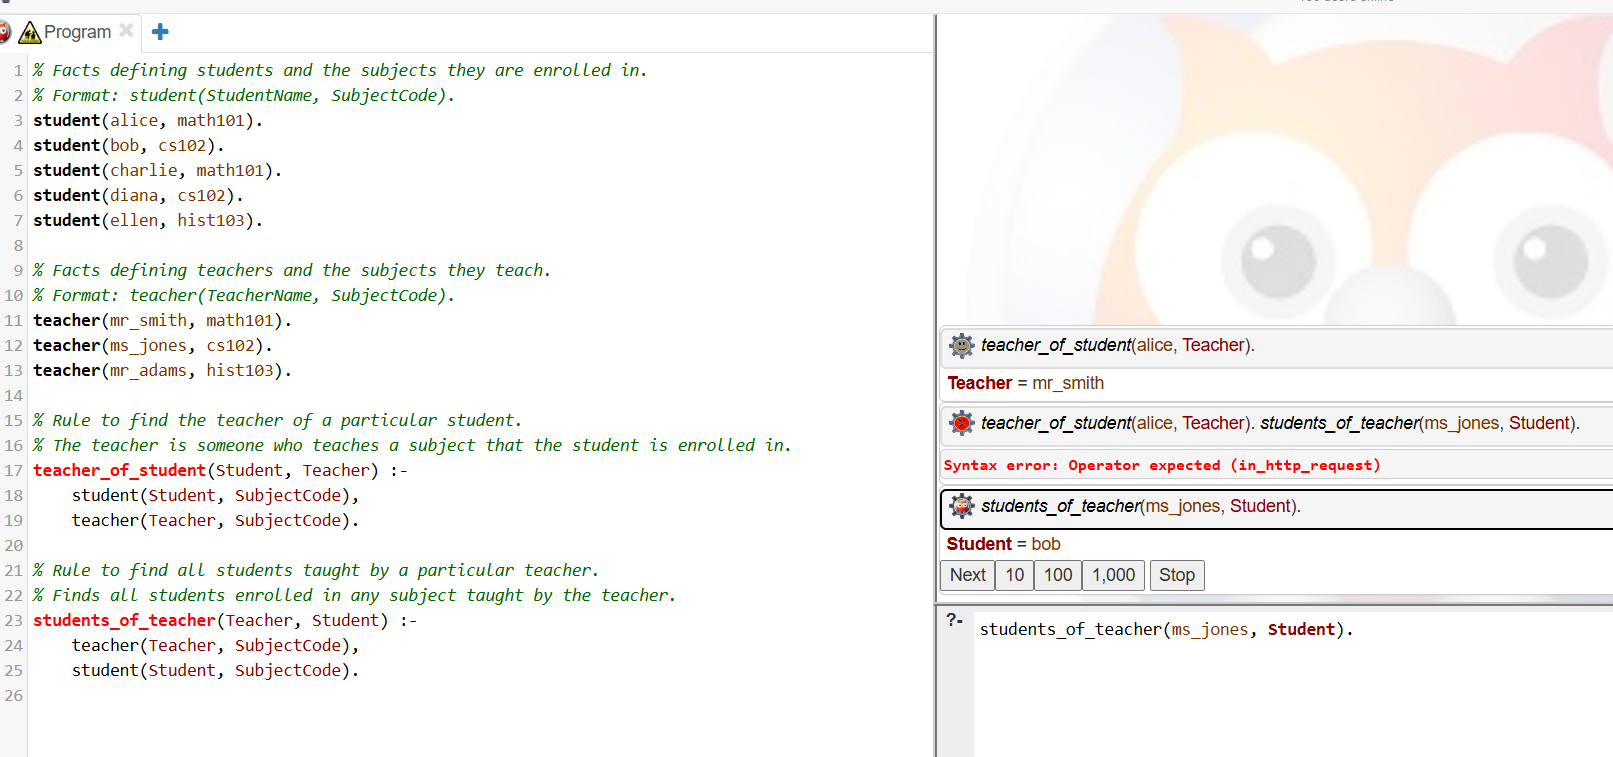 Program
1 % Facts defining students and the subjects they are enrolled in.
2 % Format: student(StudentName, SubjectCode).
3 student(alice, math101).
4 student(bob, cs102).
5 student(charlie, math101).
6 student(diana, cs102).
7 student(ellen, hist103).
8
9 % Facts defining teachers and the subjects they teach.
10 % Format: teacher(TeacherName, SubjectCode).
11 teacher(mr_smith, math101).
12 teacher(ms_jones, cs102).
13 teacher(mr_adams, hist103).
14
15 % Rule to find the teacher of a particular student.
16 % The teacher is someone who teaches a subject that the student is enrolled in.
17 teacher_of_student(Student, Teacher) :-
18 student(Student, SubjectCode),
19 teacher(Teacher, SubjectCode).
20
21 % Rule to find all students taught by a particular teacher.
22 % Finds all students enrolled in any subject taught by the teacher.
23 students_of_teacher(Teacher, Student) :-
24 teacher(Teacher, SubjectCode),
25 student(Student, SubjectCode).
26
teacher_of_student(alice, Teacher).
Teacher = mr_smith
teacher_of_student(alice, Teacher). students_of_teacher(ms_jones, Student).
Syntax error: Operator expected (in_http_request)
students_of_teacher(ms_jones, Student).
Student = bob
Next 10 100 1,000 Stop
?- students_of_teacher(ms_jones, Student).